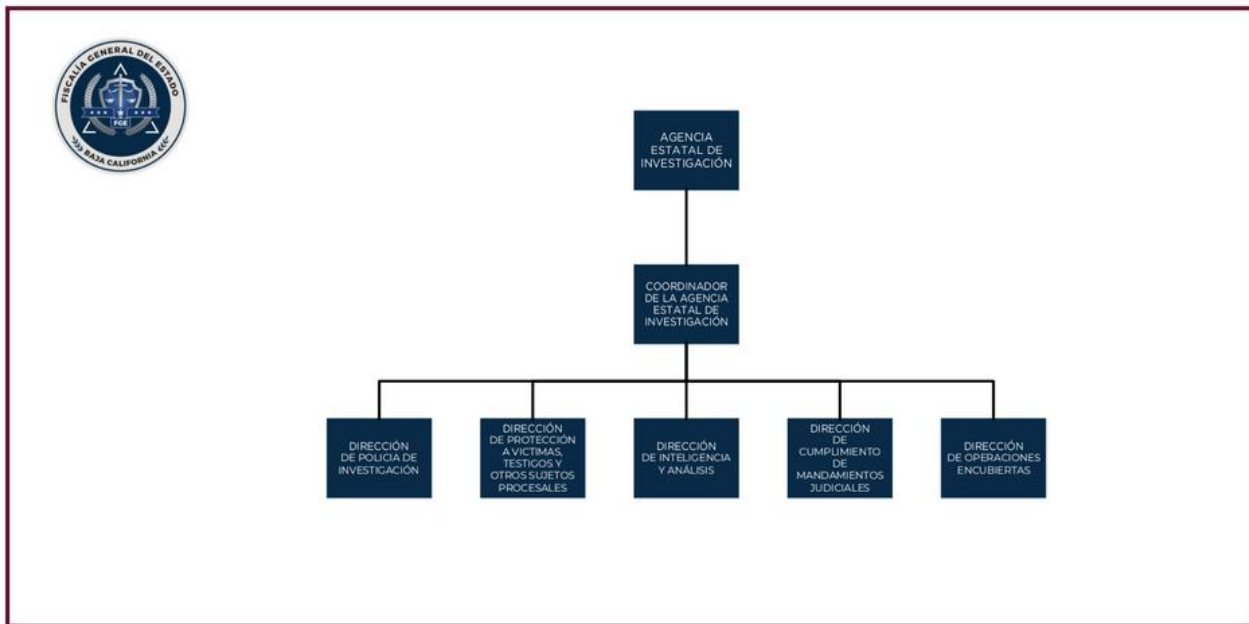 FISCALÍA GENERAL DEL ESTADO
FGE
BAJA CALIFORNIA
AGENCIA
ESTATAL DE
INVESTIGACIÓN
COORDINADOR
DE LA AGENCIA
ESTATAL DE
INVESTIGACIÓN
DIRECCIÓN
DE POLICIA DE
INVESTIGACIÓN
DIRECCIÓN
DE PROTECCIÓN
A VICTIMAS,
TESTIGOS Y
OTROS SUJETOS
PROCESALES
DIRECCIÓN
DE INTELIGENCIA
Y ANÁLISIS
DIRECCIÓN
DE
CUMPLIMIENTO
DE
MANDAMIENTOS
JUDICIALES
DIRECCIÓN
DE OPERACIONES
ENCUBIERTAS